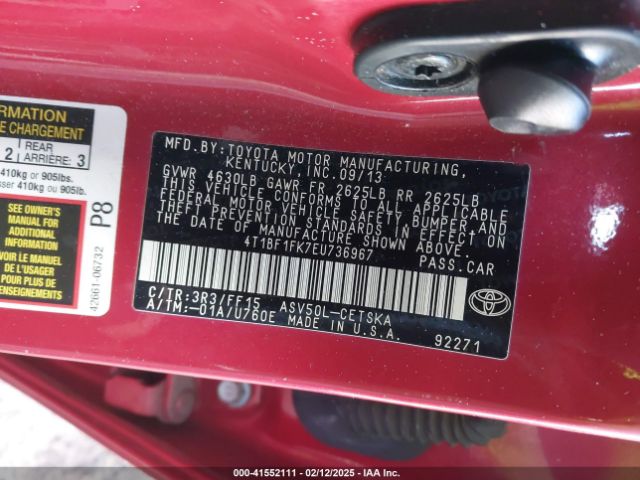 ORMATION
E CHARGEMENT
2 REAR ARRIÈRE: 3
410kg or 905lbs.
sser 410kg ou 905lb.
SEE OWNER'S
MANUAL FOR
ADDITIONAL
INFORMATION
VOIR LE MANUEL
DE L'USAGER
POUR PLUS DE
RENSEIGNEMENTS
P8
42661-06732
MFD.BY:TOYOTA MOTOR MANUFACTURING,
KENTUCKY, INC.09/13
GVWR 4630LB GAWR FR 2625LB RR 2625LB
THIS VEHICLE CONFORMS TO ALL APPLICABLE
FEDERAL MOTOR VEHICLE SAFETY, BUMPER, AND
THEFT PREVENTION STANDARDS IN EFFECT ON
THE DATE OF MANUFACTURE SHOWN ABOVE.
4T1BF1FK7EU736967 PASS.CAR
C/TR:3R3/FF15 ASV50L-CETSKA
A/TM:-01A/U760E MADE IN U.S.A.
92271
000-41552111 - 02/12/2025 - IAA